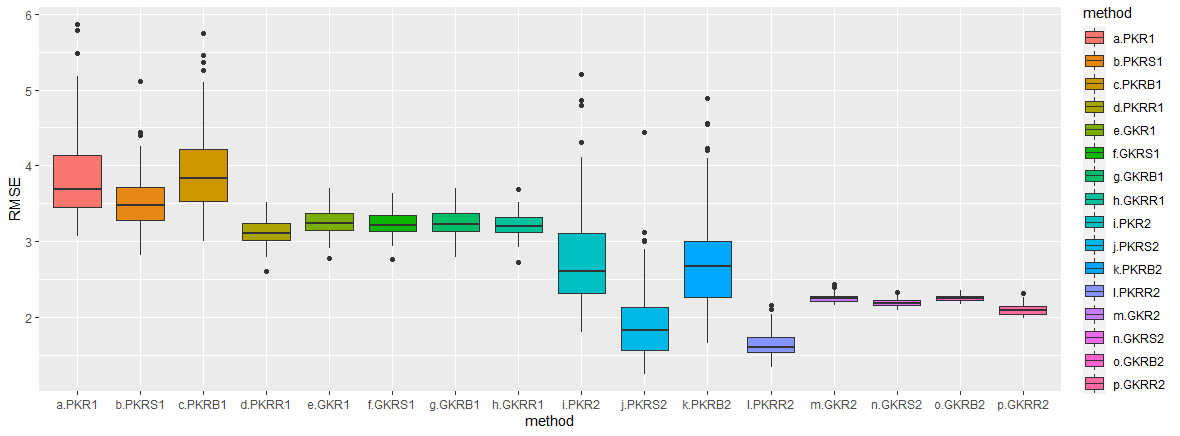 6
5
4
3
2
RMSE
a.PKR1 b.PKRS1 c.PKRB1 d.PKRR1 e.GKR1 f.GKRS1 g.GKRB1 h.GKRR1 i.PKR2 j.PKRS2 k.PKRB2 l.PKRR2 m.GKR2 n.GKRS2 o.GKRB2 p.GKRR2
method
method
a.PKR1
b.PKRS1
c.PKRB1
d.PKRR1
e.GKR1
f.GKRS1
g.GKRB1
h.GKRR1
i.PKR2
j.PKRS2
k.PKRB2
l.PKRR2
m.GKR2
n.GKRS2
o.GKRB2
p.GKRR2